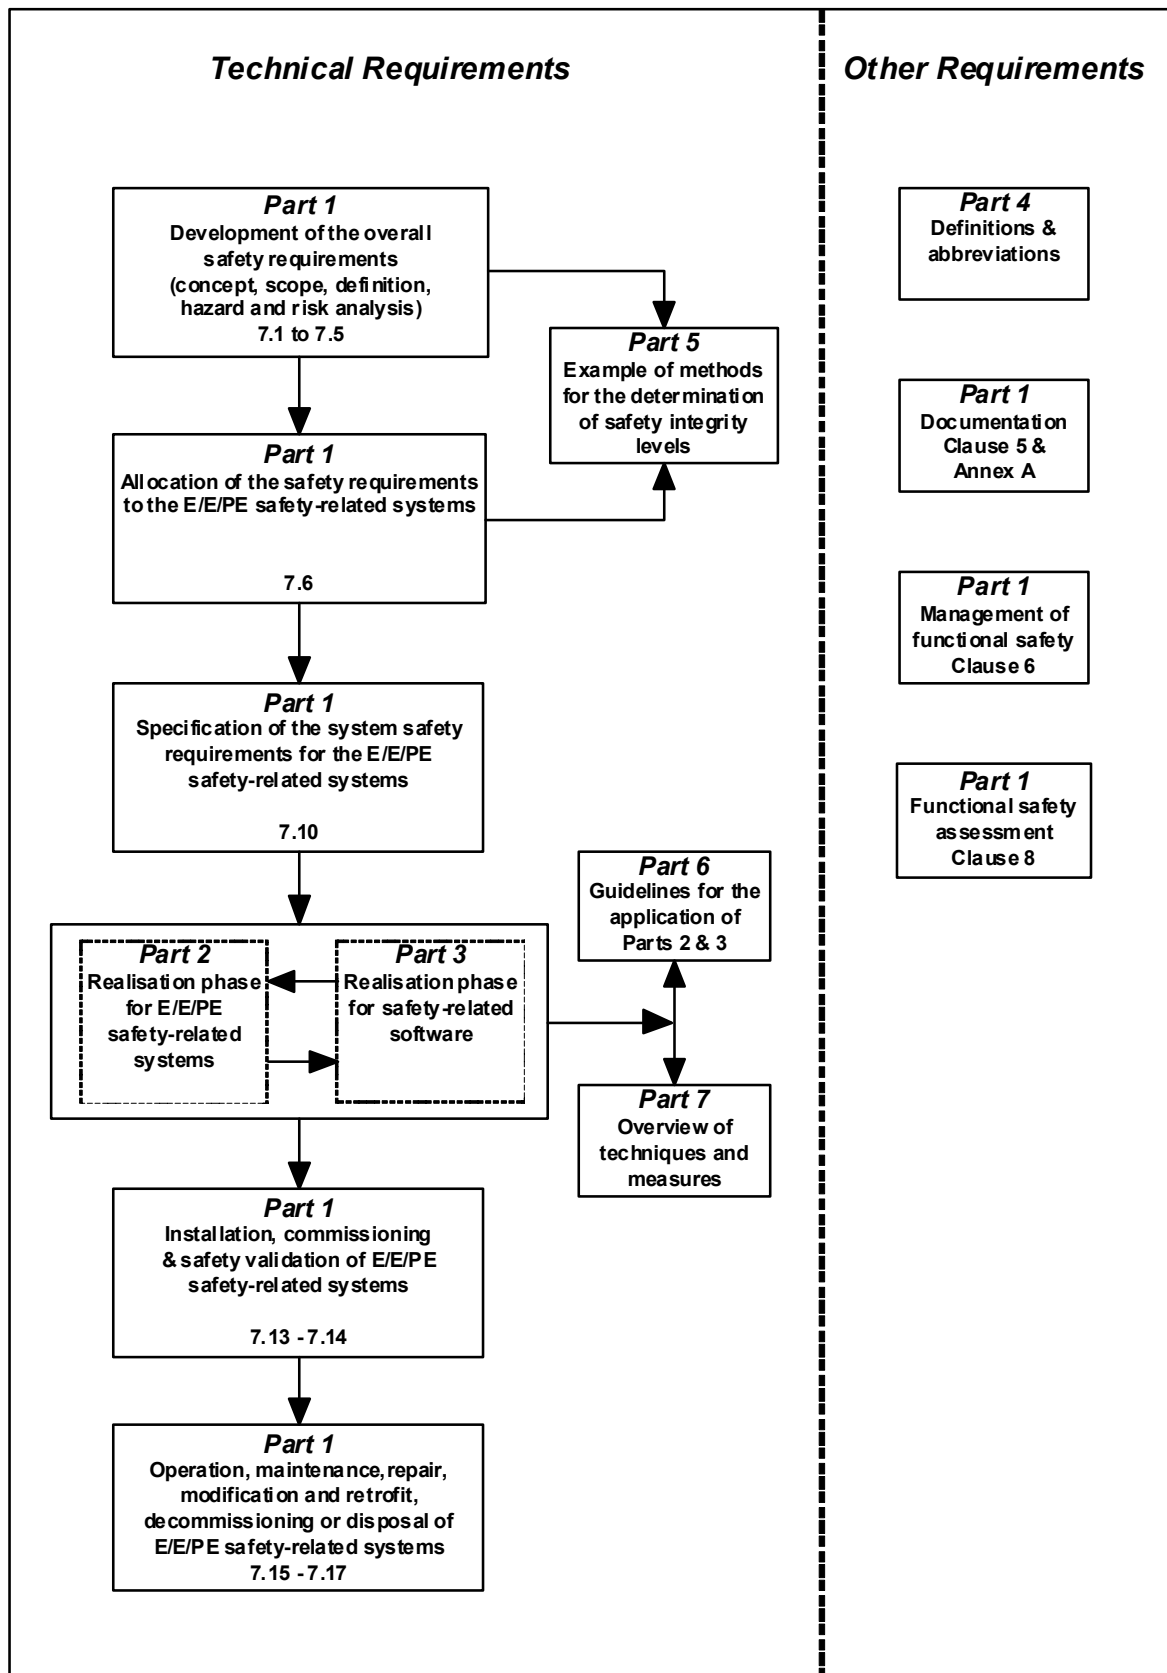 Technical Requirements
Other Requirements
Part 1
Development of the overall
safety requirements
(concept, scope, definition,
hazard and risk analysis)
7.1 to 7.5
Part 5
Example of methods
for the determination
of safety integrity
levels
Part 1
Allocation of the safety requirements
to the E/E/PE safety-related systems
7.6
Part 1
Specification of the system safety
requirements for the E/E/PE
safety-related systems
7.10
Part 6
Guidelines for the
application of
Parts 2 & 3
Part 2
Realisation phase
for E/E/PE
safety-related
systems
Part 3
Realisation phase
for safety-related
software
Part 7
Overview of
techniques and
measures
Part 1
Installation, commissioning
& safety validation of E/E/PE
safety-related systems
7.13 - 7.14
Part 1
Operation, maintenance, repair,
modification and retrofit,
decommissioning or disposal of
E/E/PE safety-related systems
7.15 - 7.17
Part 4
Definitions &
abbreviations
Part 1
Documentation
Clause 5 &
Annex A
Part 1
Management of
functional safety
Clause 6
Part 1
Functional safety
assessment
Clause 8